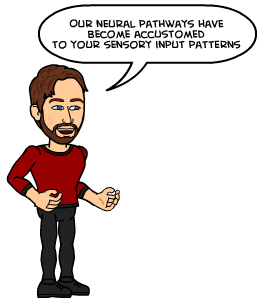 OUR NEURAL PATHWAYS HAVE
BECOME ACCUSTOMED
TO YOUR SENSORY INPUT PATTERNS